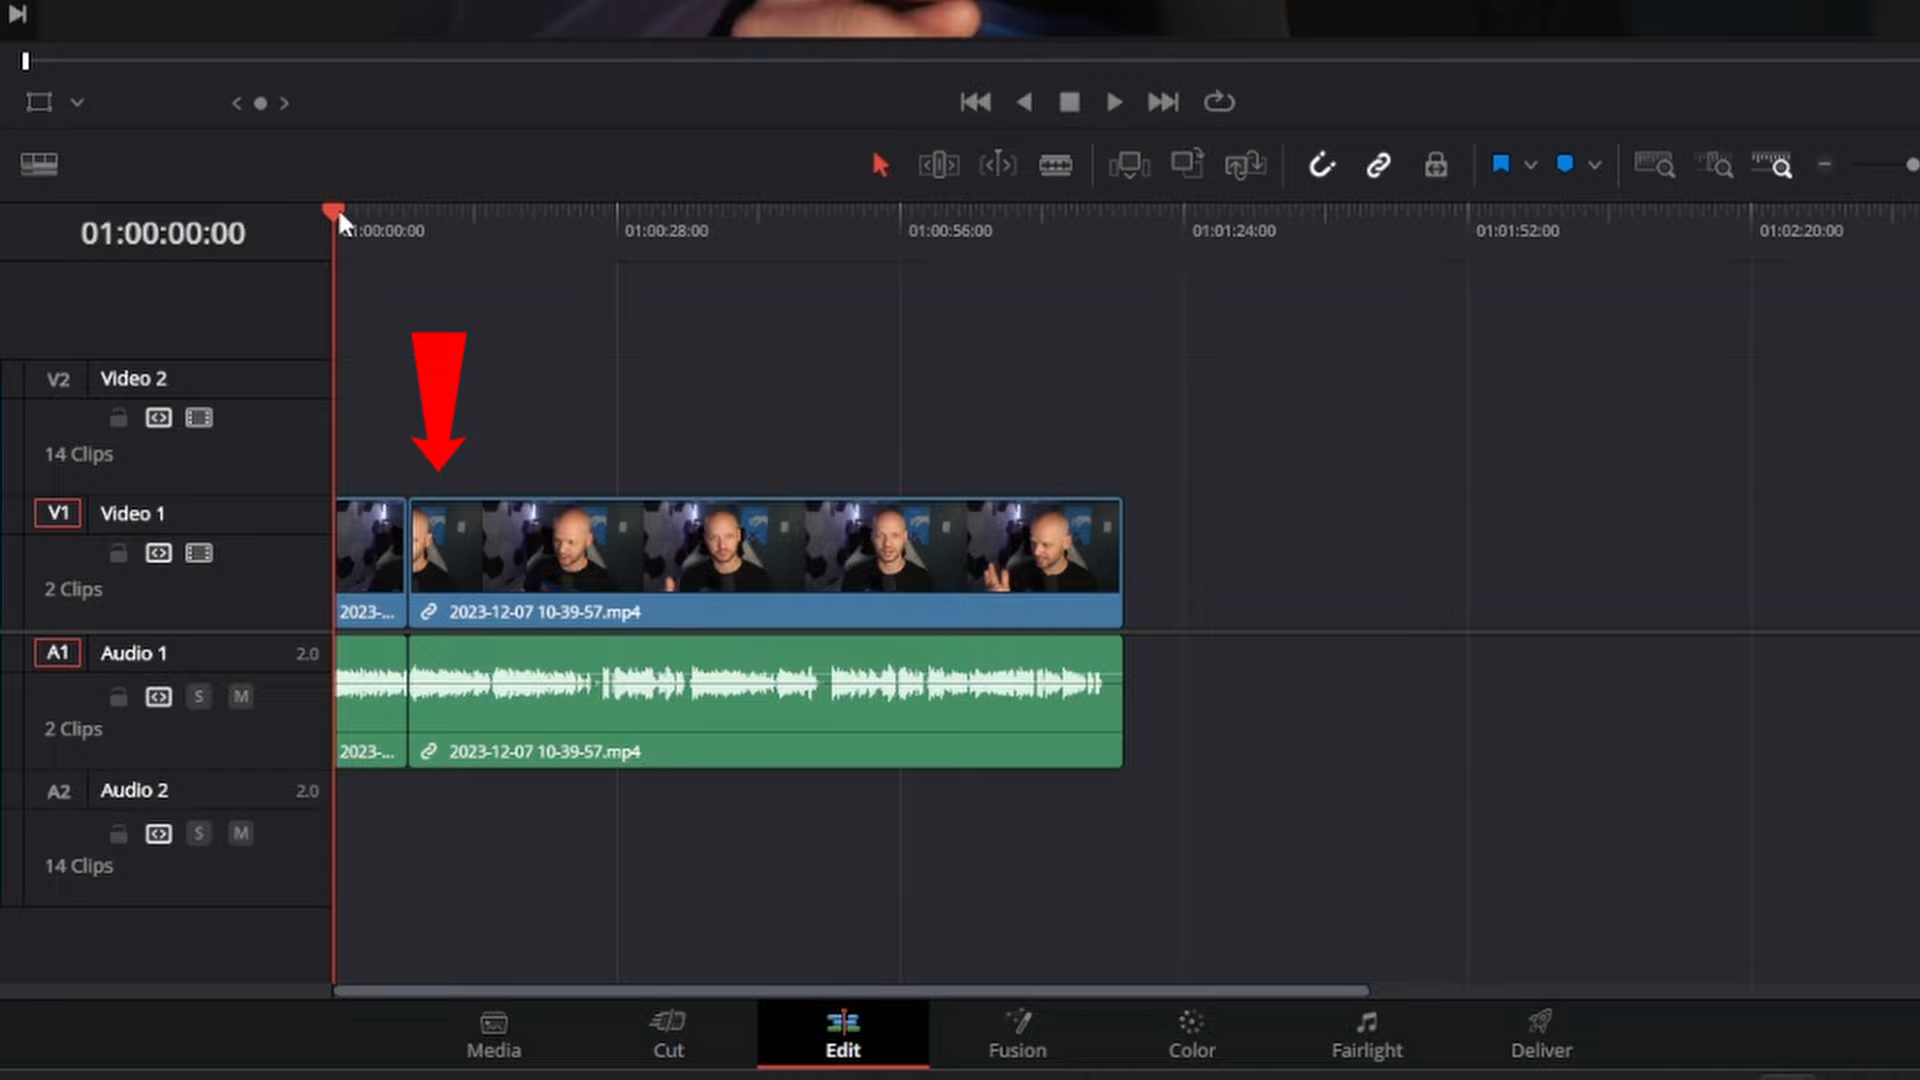 01:00:00:00
01:00:00:00
01:00:28:00
01:00:56:00
01:01:24:00
01:01:52:00
01:02:20:00
V2 Video 2
14 Clips
V1 Video 1
2 Clips
2023-...
2023-12-07 10-39-57.mp4
A1 Audio 1 2.0
S M
2 Clips
2023-...
2023-12-07 10-39-57.mp4
A2 Audio 2 2.0
S M
14 Clips
Media
Cut
Edit
Fusion
Color
Fairlight
Deliver